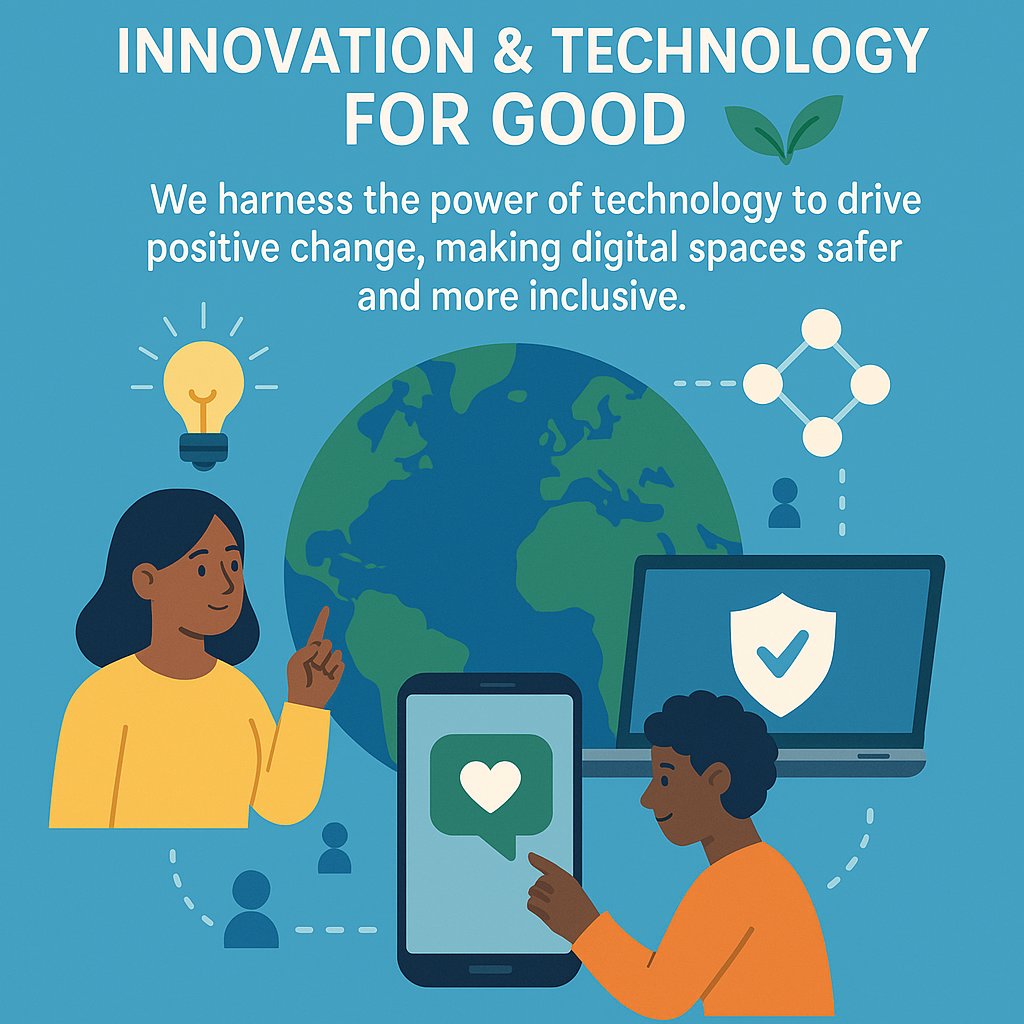 INNOVATION & TECHNOLOGY
FOR GOOD
We harness the power of technology to drive
positive change, making digital spaces safer
and more inclusive.